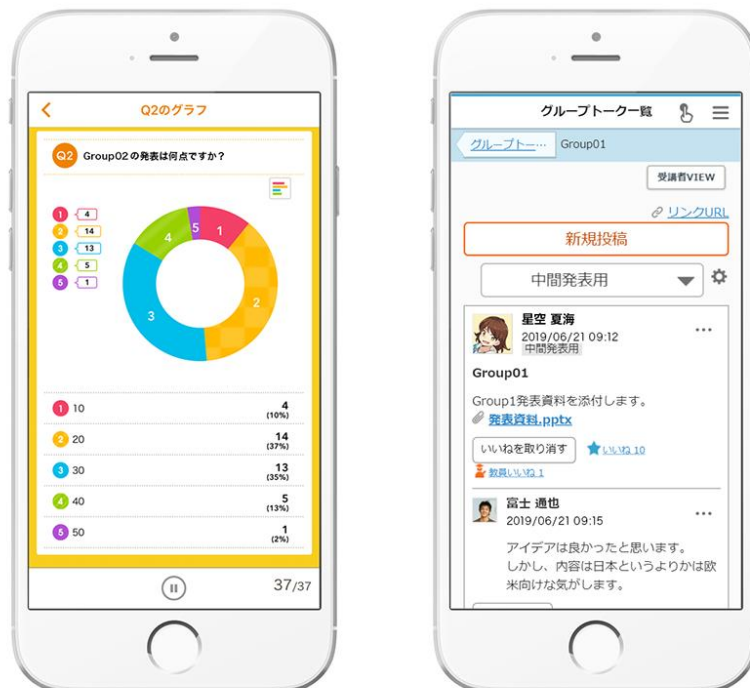 Q2のグラフ
Q2 Group02の発表は何点ですか？
1 4
2 14
3 13
4 5
5 1
1
2
3
4
5
1 10 4
(10%)
2 20 14
(37%)
3 30 13
(35%)
4 40 5
(13%)
5 50 1
(2%)
37/37
グループトーク一覧
グループトー… Group01
受講者VIEW
リンクURL
新規投稿
中間発表用
星空 夏海
2019/06/21 09:12
中間発表用
Group01
Group1発表資料を添付します。
発表資料.pptx
いいねを取り消す いいね 10
教員いいね 1
富士 通也
2019/06/21 09:15
アイデアは良かったと思います。
しかし、内容は日本というよりかは欧
米向けな気がします。